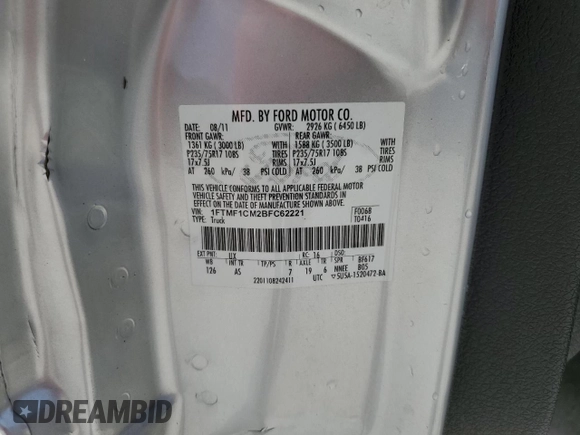 MFD. BY FORD MOTOR CO.
DATE: 08/11 GVWR: 2926 KG ( 6450 LB)
FRONT GAWR: REAR GAWR:
1361 KG ( 3000 LB) WITH 1588 KG ( 3500 LB) WITH
P235/75R17 108S TIRES P235/75R17 108S TIRES
17x7.5J RIMS 17x7.5J RIMS
AT 260 kPa/ 38 PSI COLD AT 260 kPa/ 38 PSI COLD
THIS VEHICLE CONFORMS TO ALL APPLICABLE FEDERAL MOTOR
VEHICLE SAFETY AND THEFT PREVENTION STANDARDS IN EFFECT
ON THE DATE OF MANUFACTURE SHOWN ABOVE.
VIN: 1FTMF1CM2BFC62221 F0068
TYPE: Truck T0416
EXT PNT: UX RC: 16 DSO:
WB INT TR TP/PS R AXLE TR SPR BF617
126 AS 7 19 6 NNEE B05
2201108242411 UTC 5U5A-1520472-BA
DREAMBID